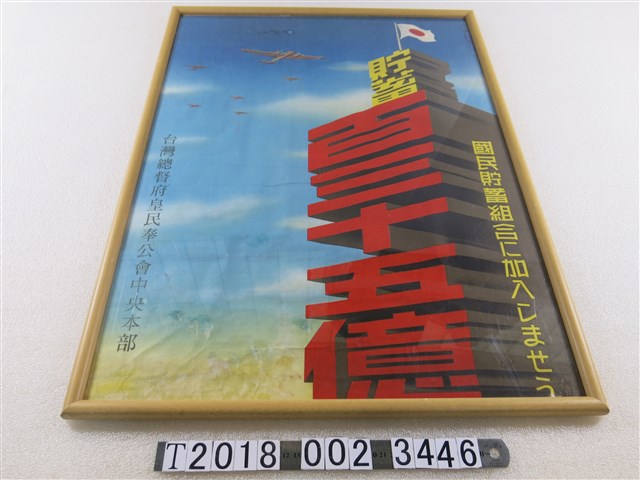 貯蓄
百三十五億
國民貯蓄組合に加入しませう
台灣總督府皇民奉公會中央本部
T2018 002 3446